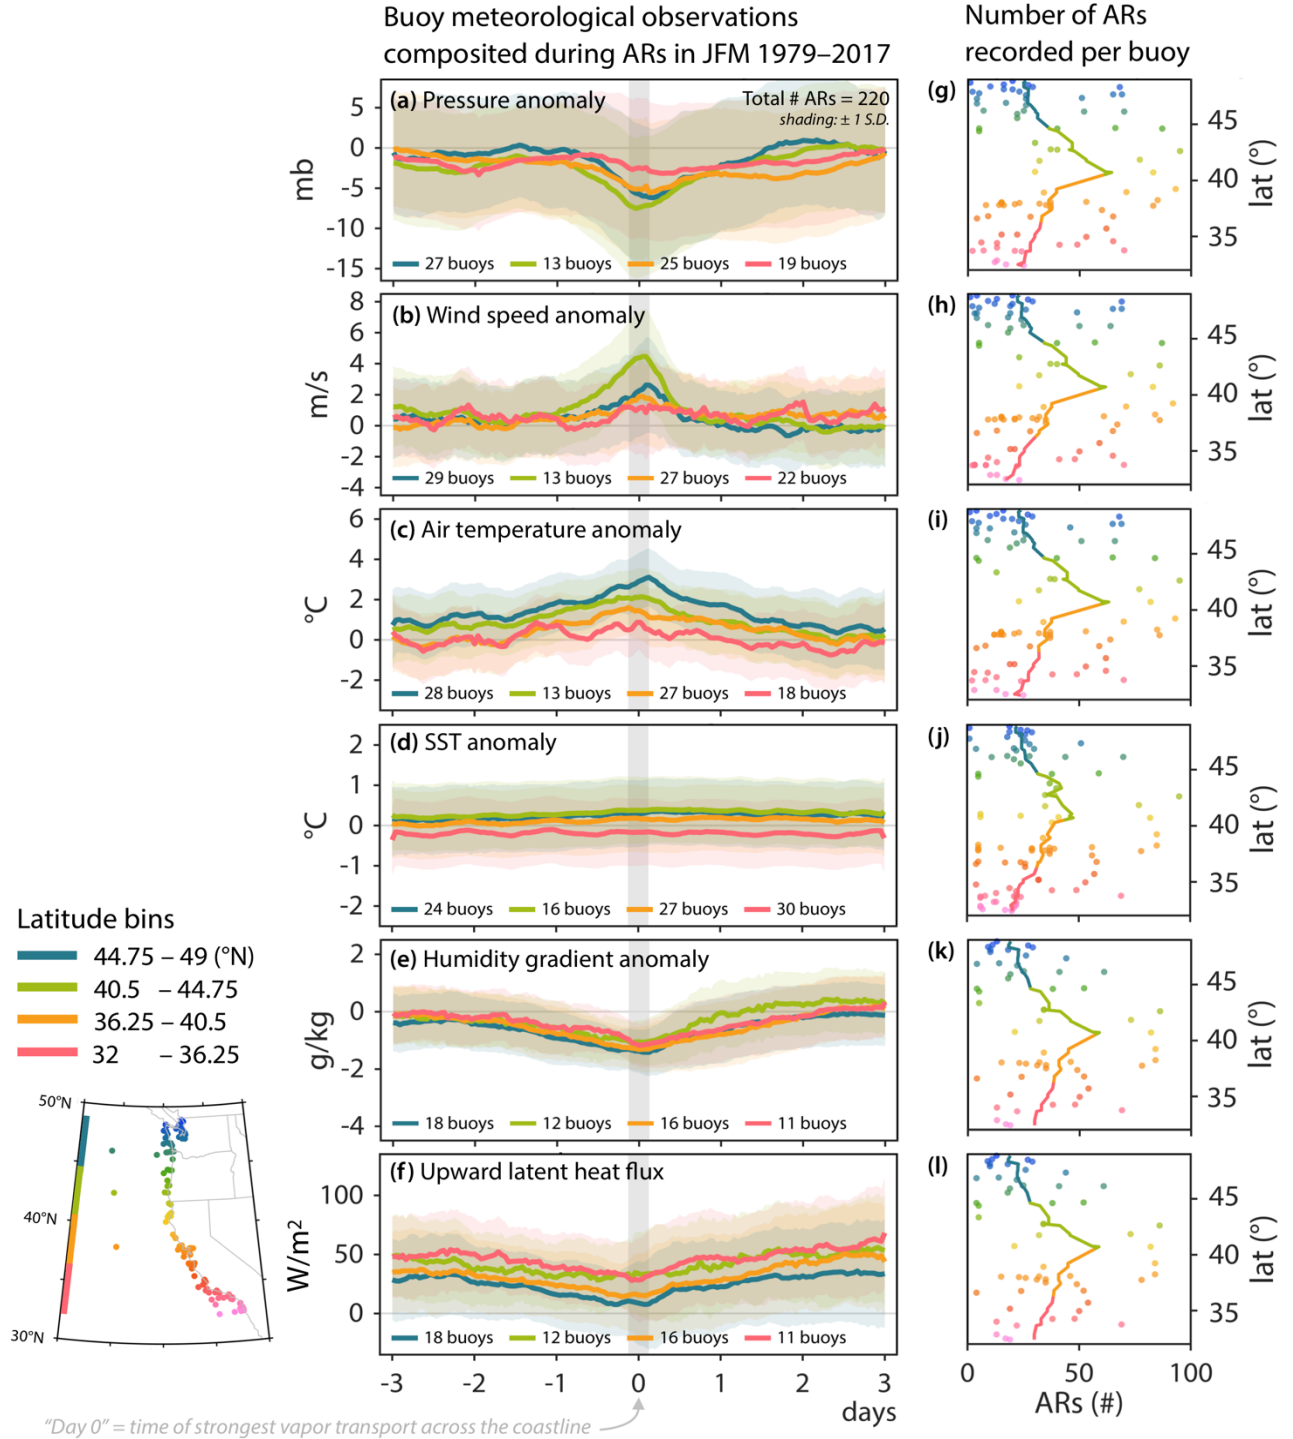 Buoy meteorological observations
composited during ARs in JFM 1979–2017
Number of ARs
recorded per buoy
(a) Pressure anomaly
Total # ARs = 220
shading: ± 1 S.D.
5
0
-5
-10
-15
mb
27 buoys 13 buoys 25 buoys 19 buoys
(g)
45
40
35
lat (°)
(b) Wind speed anomaly
8
6
4
2
0
-2
-4
m/s
29 buoys 13 buoys 27 buoys 22 buoys
(h)
45
40
35
lat (°)
(c) Air temperature anomaly
6
4
2
0
-2
°C
28 buoys 13 buoys 27 buoys 18 buoys
(i)
45
40
35
lat (°)
(d) SST anomaly
2
1
0
-1
-2
°C
24 buoys 16 buoys 27 buoys 30 buoys
(j)
45
40
35
lat (°)
(e) Humidity gradient anomaly
2
0
-2
-4
g/kg
18 buoys 12 buoys 16 buoys 11 buoys
(k)
45
40
35
lat (°)
(f) Upward latent heat flux
100
50
0
W/m²
18 buoys 12 buoys 16 buoys 11 buoys
(l)
45
40
35
lat (°)
-3 -2 -1 0 1 2 3
days
0 50 100
ARs (#)
Latitude bins
44.75 – 49 (°N)
40.5 – 44.75
36.25 – 40.5
32 – 36.25
50°N
40°N
30°N
“Day 0” = time of strongest vapor transport across the coastline